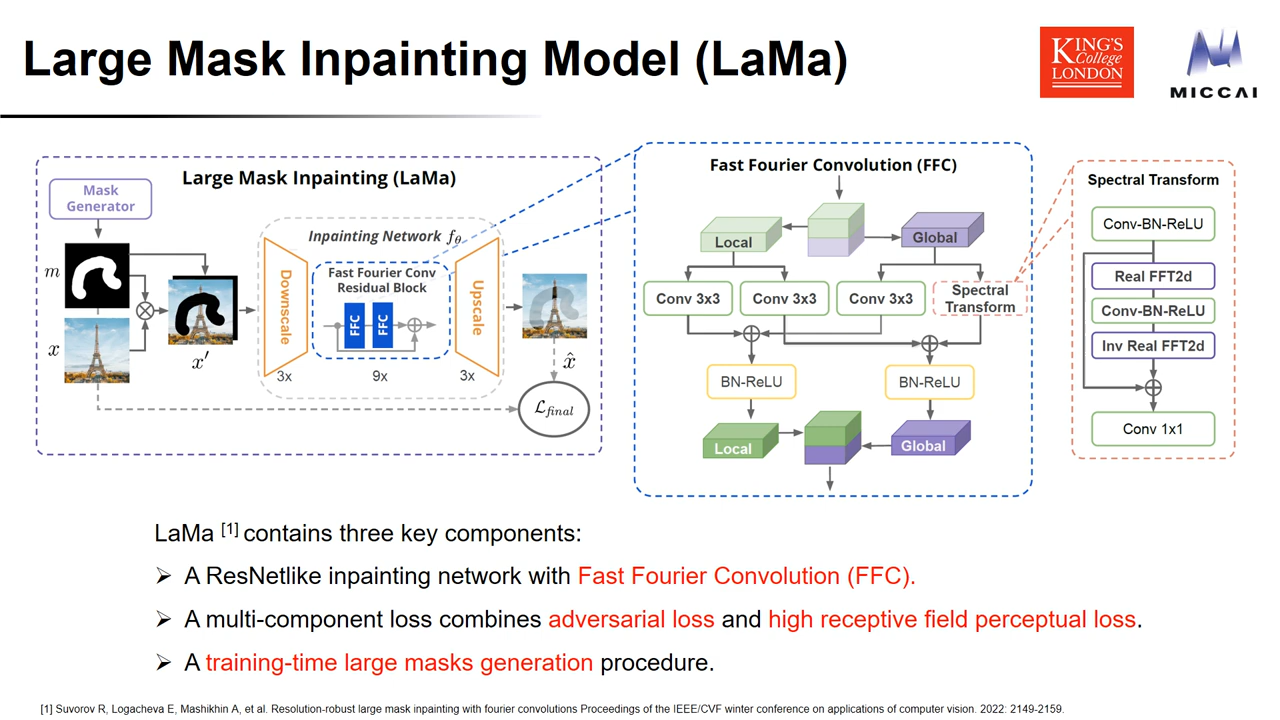 Large Mask Inpainting Model (LaMa)
KING'S
College
LONDON
MICCAI
Large Mask Inpainting (LaMa)
Mask
Generator
m
x
x′
Inpainting Network fθ
Downscale
Fast Fourier Conv
Residual Block
FFC
FFC
Upscale
3x
9x
3x
x̂
ℒfinal
Fast Fourier Convolution (FFC)
Local
Global
Conv 3x3
Conv 3x3
Conv 3x3
Spectral
Transform
BN-ReLU
BN-ReLU
Local
Global
Spectral Transform
Conv-BN-ReLU
Real FFT2d
Conv-BN-ReLU
Inv Real FFT2d
Conv 1x1
LaMa [1] contains three key components:
➢ A ResNetlike inpainting network with Fast Fourier Convolution (FFC).
➢ A multi-component loss combines adversarial loss and high receptive field perceptual loss.
➢ A training-time large masks generation procedure.
[1] Suvorov R, Logacheva E, Mashikhin A, et al. Resolution-robust large mask inpainting with fourier convolutions Proceedings of the IEEE/CVF winter conference on applications of computer vision. 2022: 2149-2159.